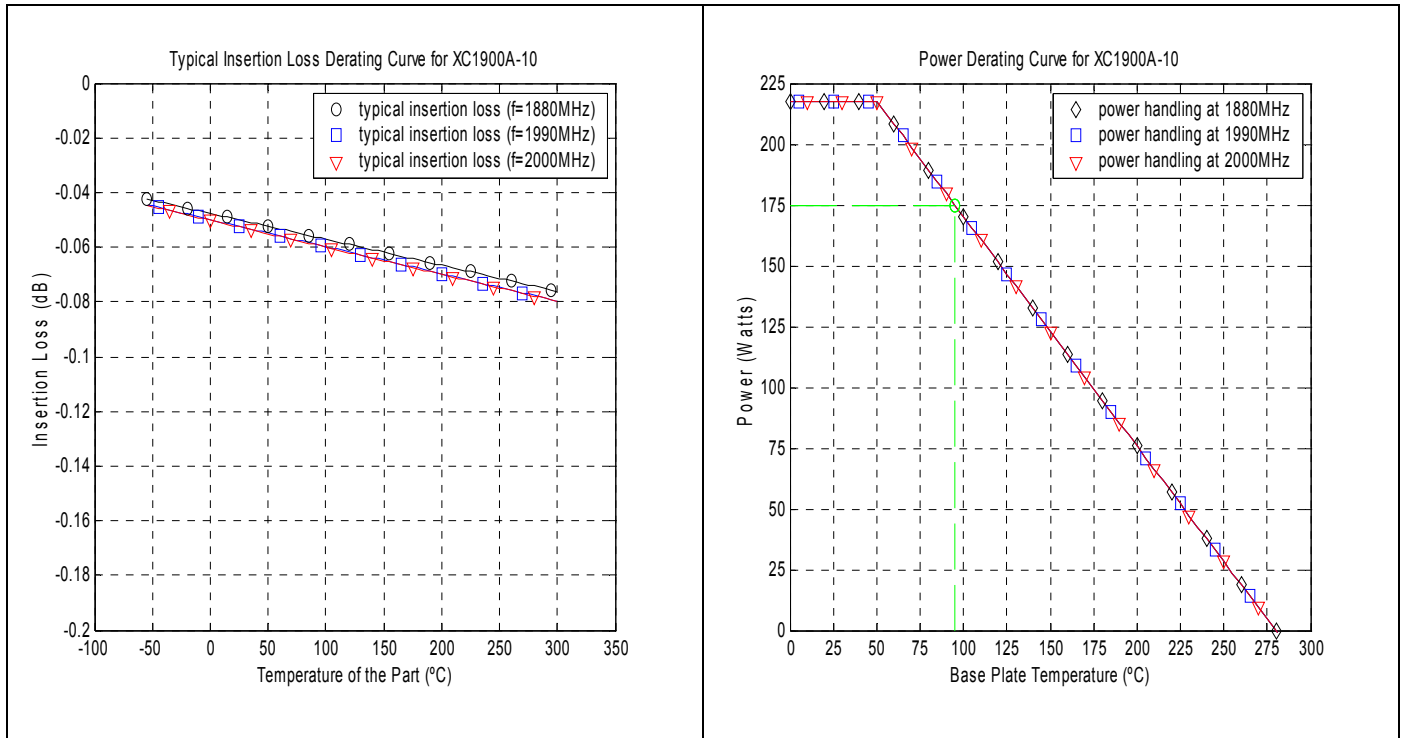 Typical Insertion Loss Derating Curve for XC1900A-10
0
-0.02
-0.04
-0.06
-0.08
-0.1
-0.12
-0.14
-0.16
-0.18
-0.2
Insertion Loss (dB)
typical insertion loss (f=1880MHz)
typical insertion loss (f=1990MHz)
typical insertion loss (f=2000MHz)
-100 -50 0 50 100 150 200 250 300 350
Temperature of the Part (ºC)
Power Derating Curve for XC1900A-10
225
200
175
150
125
100
75
50
25
0
Power (Watts)
power handling at 1880MHz
power handling at 1990MHz
power handling at 2000MHz
0 25 50 75 100 125 150 175 200 225 250 275 300
Base Plate Temperature (ºC)